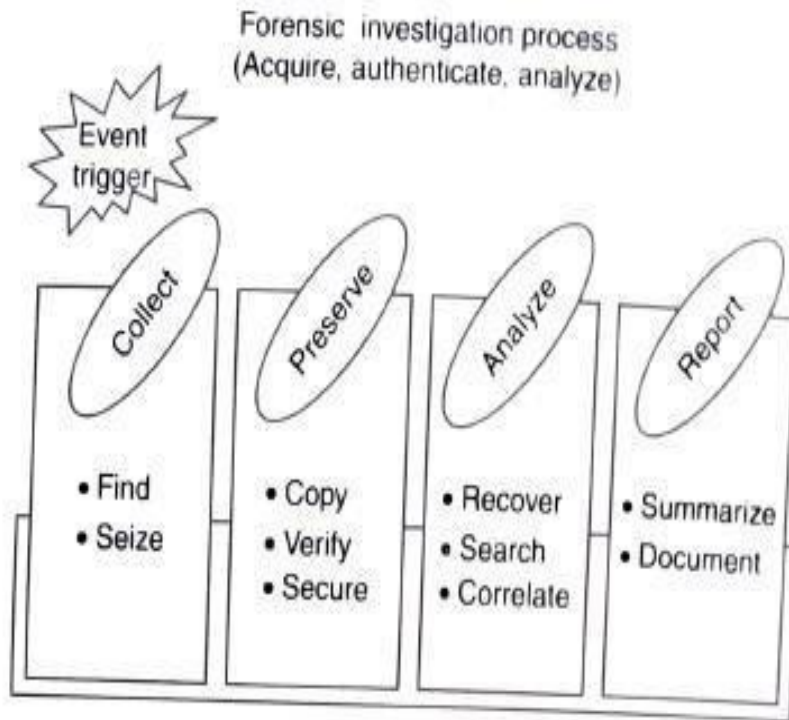 Forensic investigation process
(Acquire, authenticate, analyze)
Event
trigger
Collect
• Find
• Seize
Preserve
• Copy
• Verify
• Secure
Analyze
• Recover
• Search
• Correlate
Report
• Summarize
• Document